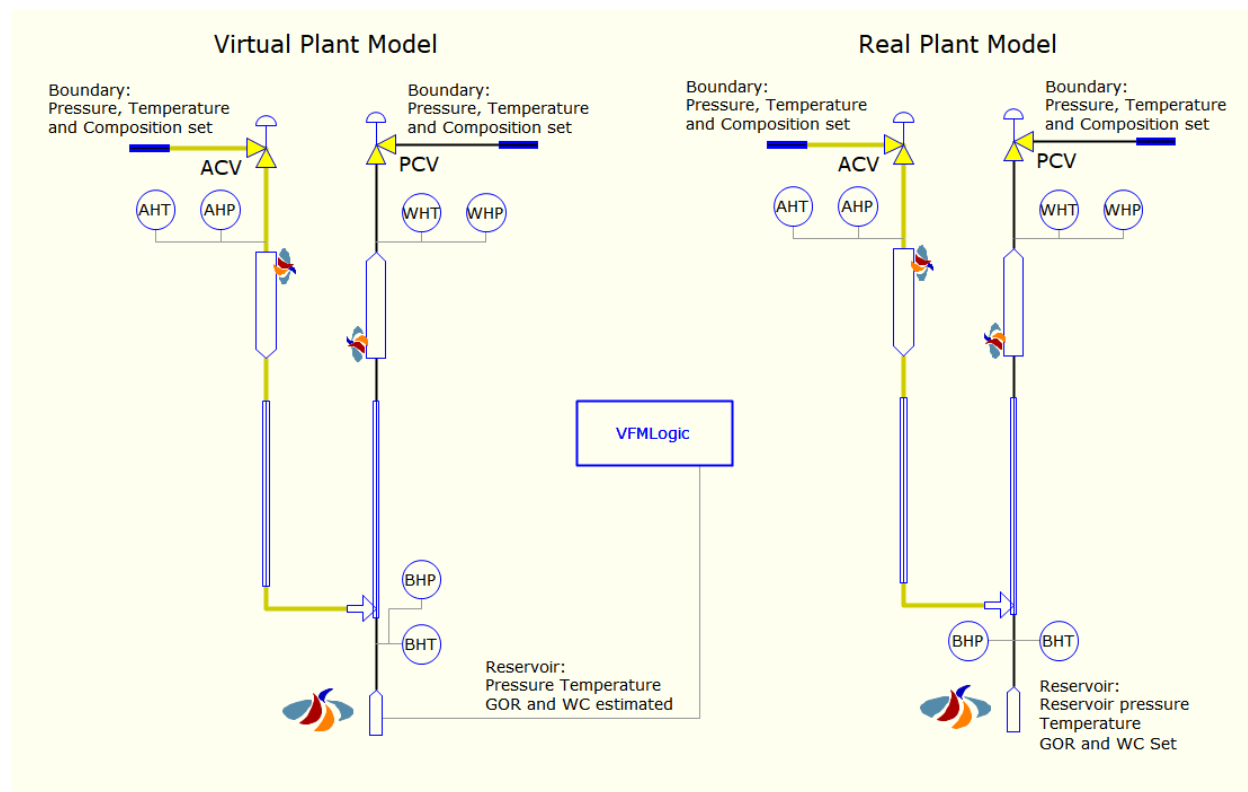 Virtual Plant Model
Real Plant Model
Boundary:
Pressure, Temperature
and Composition set
Boundary:
Pressure, Temperature
and Composition set
Boundary:
Pressure, Temperature
and Composition set
Boundary:
Pressure, Temperature
and Composition set
ACV
PCV
ACV
PCV
AHT
AHP
WHT
WHP
AHT
AHP
WHT
WHP
VFMLogic
BHP
BHT
BHP
BHT
Reservoir:
Pressure Temperature
GOR and WC estimated
Reservoir:
Reservoir pressure
Temperature
GOR and WC Set